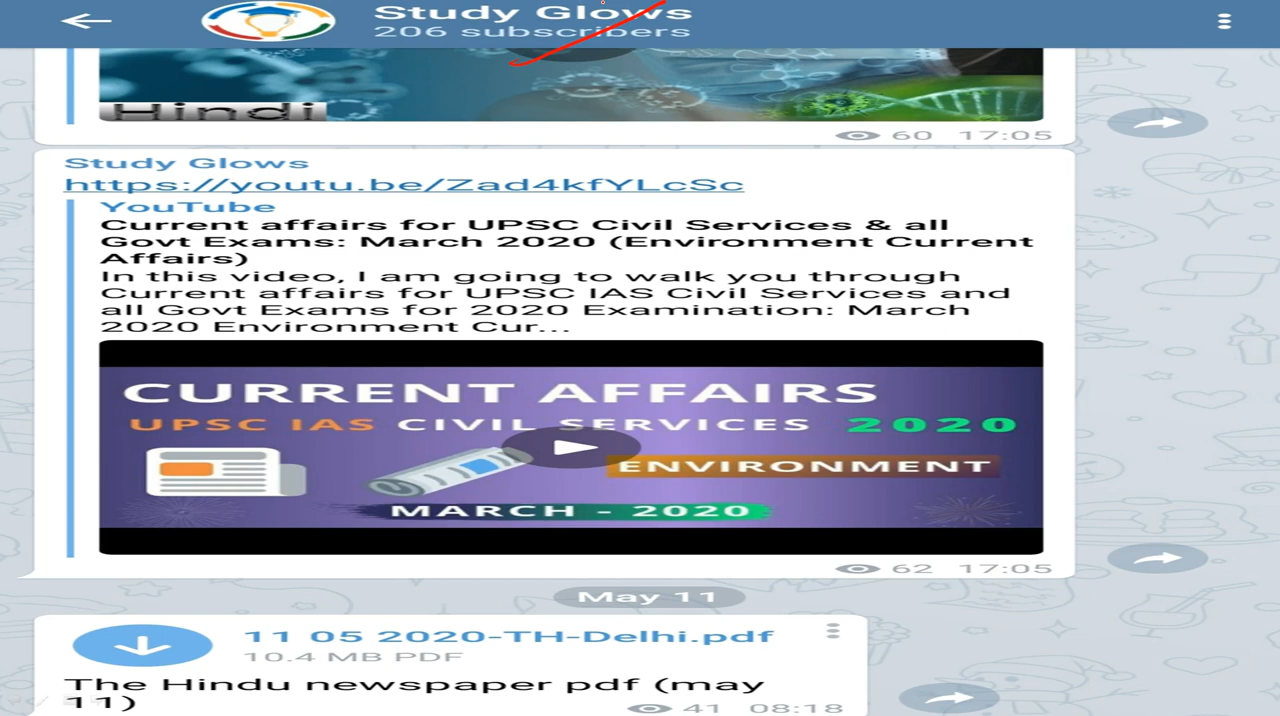 Study Glows
206 subscribers
Hindi
60 17:05
Study Glows
https://youtu.be/Zad4kfYLcSc
YouTube
Current affairs for UPSC Civil Services & all
Govt Exams: March 2020 (Environment Current
Affairs)
In this video, I am going to walk you through
Current affairs for UPSC IAS Civil Services and
all Govt Exams for 2020 Examination: March
2020 Environment Cur...
CURRENT AFFAIRS
UPSC IAS CIVIL SERVICES 2020
ENVIRONMENT
MARCH - 2020
62 17:05
May 11
11 05 2020-TH-Delhi.pdf
10.4 MB PDF
The Hindu newspaper pdf (may
11)
41 08:18